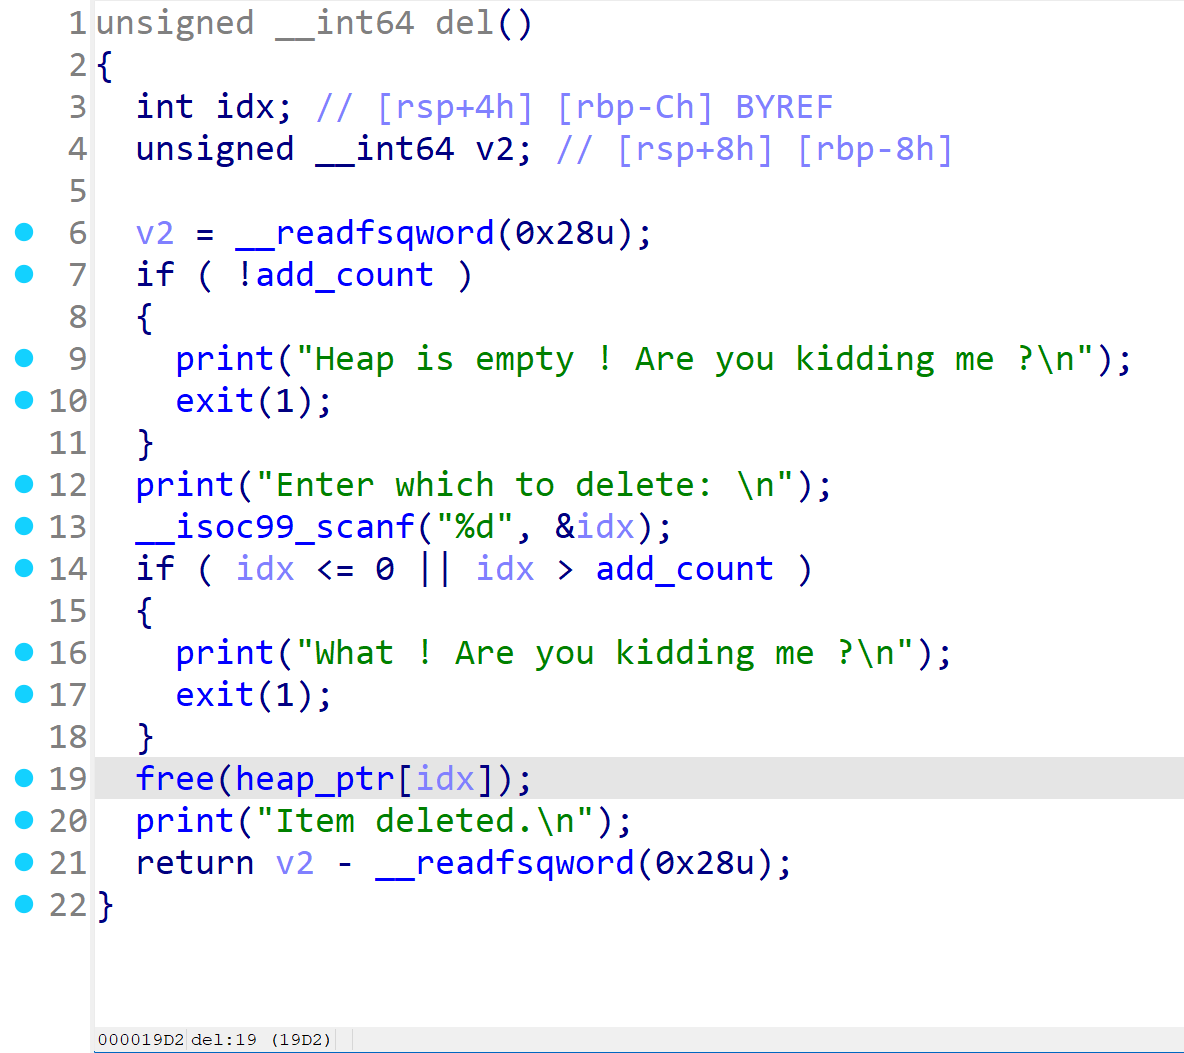 1 unsigned __int64 del()
2 {
3   int idx; // [rsp+4h] [rbp-Ch] BYREF
4   unsigned __int64 v2; // [rsp+8h] [rbp-8h]
5
6   v2 = __readfsqword(0x28u);
7   if ( !add_count )
8   {
9     print("Heap is empty ! Are you kidding me ?\n");
10     exit(1);
11   }
12   print("Enter which to delete: \n");
13   __isoc99_scanf("%d", &idx);
14   if ( idx <= 0 || idx > add_count )
15   {
16     print("What ! Are you kidding me ?\n");
17     exit(1);
18   }
19   free(heap_ptr[idx]);
20   print("Item deleted.\n");
21   return v2 - __readfsqword(0x28u);
22 }
000019D2 del:19 (19D2)